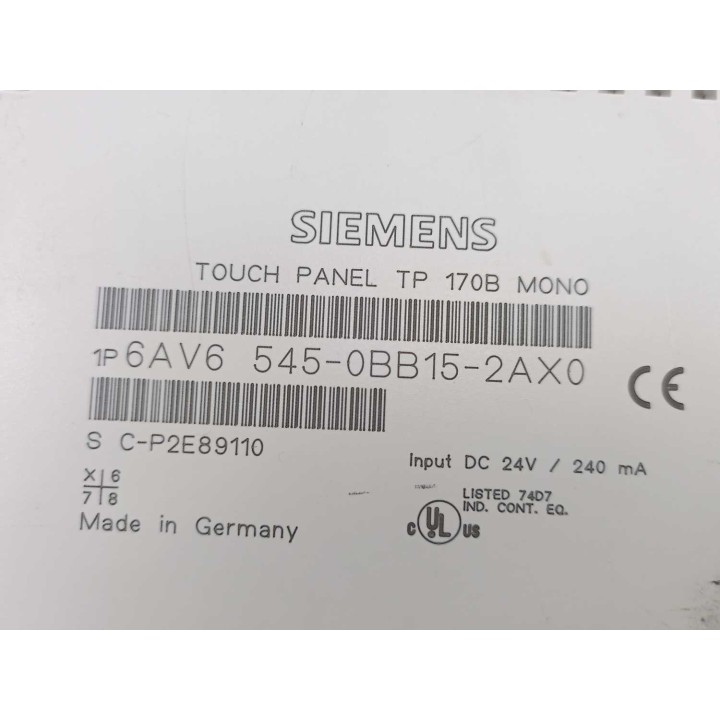 SIEMENS
TOUCH PANEL TP 170B MONO
1P 6AV6 545-0BB15-2AX0
CE
S C-P2E89110
Input DC 24V / 240 mA
X 6
7 8
LISTED 74D7
IND. CONT. EQ.
C UL US
Made in Germany